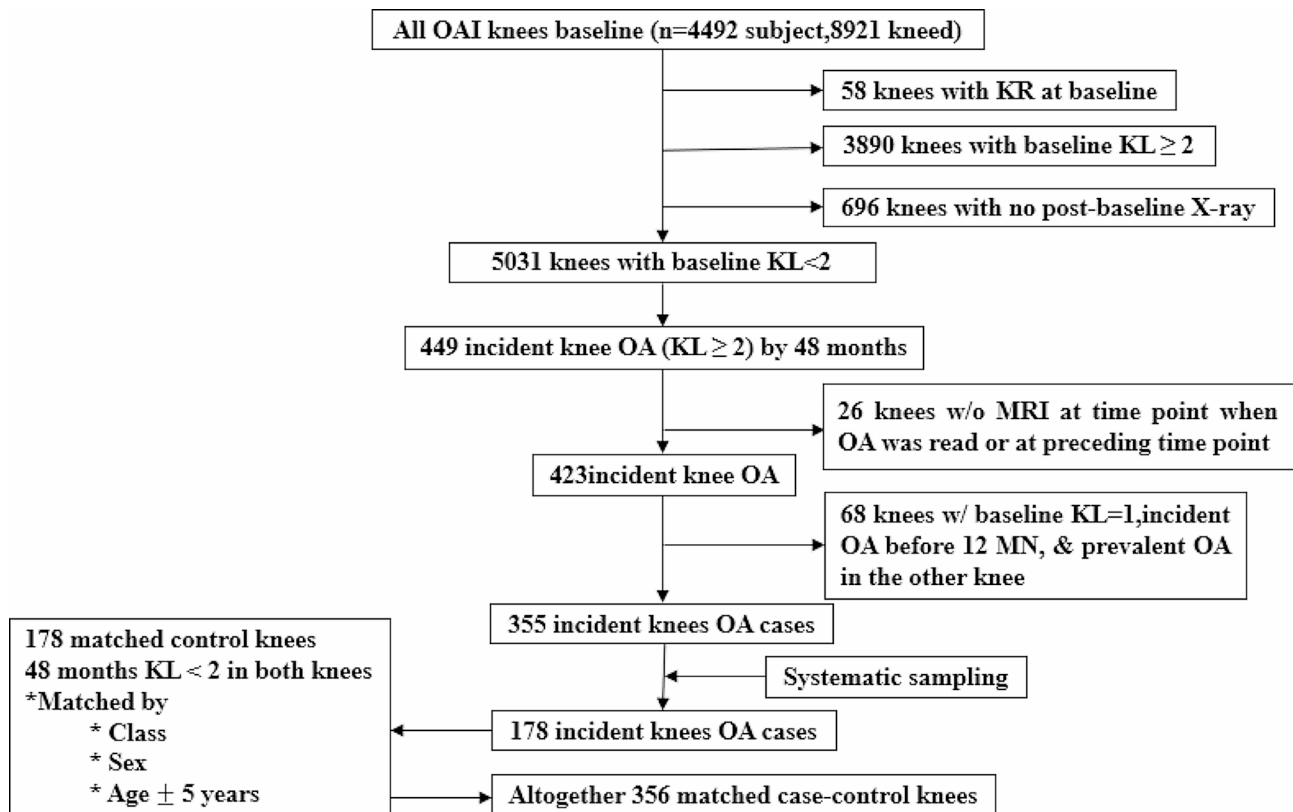 All OAI knees baseline (n=4492 subject,8921 kneed)
58 knees with KR at baseline
3890 knees with baseline KL ≥ 2
696 knees with no post-baseline X-ray
5031 knees with baseline KL<2
449 incident knee OA (KL ≥ 2) by 48 months
26 knees w/o MRI at time point when
OA was read or at preceding time point
423incident knee OA
68 knees w/ baseline KL=1,incident
OA before 12 MN, & prevalent OA
in the other knee
355 incident knees OA cases
Systematic sampling
178 incident knees OA cases
178 matched control knees
48 months KL < 2 in both knees
*Matched by
* Class
* Sex
* Age ± 5 years
Altogether 356 matched case-control knees